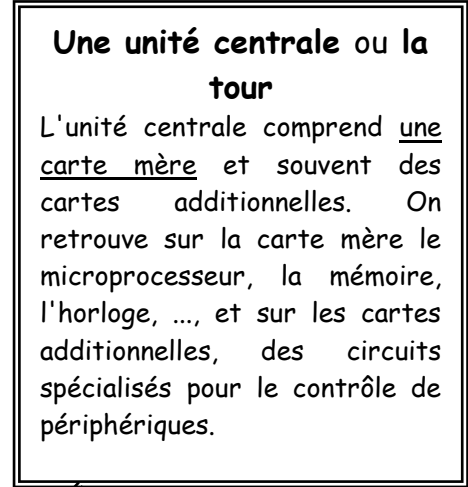 Une unité centrale ou la
tour
L'unité centrale comprend une
carte mère et souvent des
cartes additionnelles. On
retrouve sur la carte mère le
microprocesseur, la mémoire,
l'horloge, ..., et sur les cartes
additionnelles, des circuits
spécialisés pour le contrôle de
périphériques.